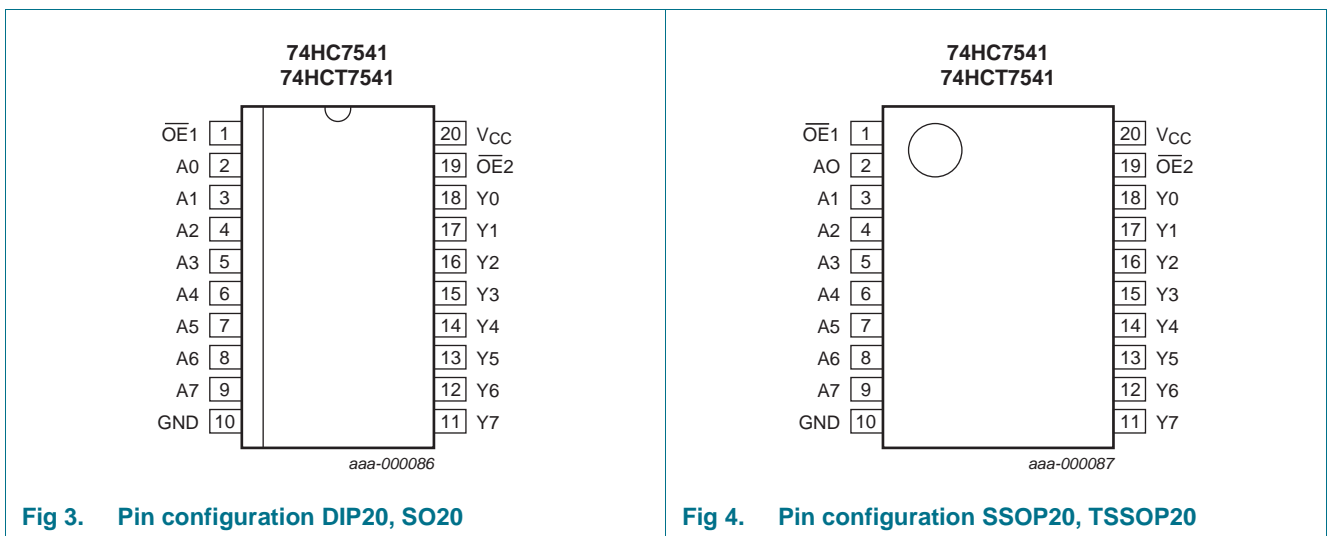 74HC7541
74HCT7541
O̅E̅1 1
A0 2
A1 3
A2 4
A3 5
A4 6
A5 7
A6 8
A7 9
GND 10
20 VCC
19 O̅E̅2
18 Y0
17 Y1
16 Y2
15 Y3
14 Y4
13 Y5
12 Y6
11 Y7
aaa-000086
Fig 3. Pin configuration DIP20, SO20
74HC7541
74HCT7541
O̅E̅1 1
AO 2
A1 3
A2 4
A3 5
A4 6
A5 7
A6 8
A7 9
GND 10
20 VCC
19 O̅E̅2
18 Y0
17 Y1
16 Y2
15 Y3
14 Y4
13 Y5
12 Y6
11 Y7
aaa-000087
Fig 4. Pin configuration SSOP20, TSSOP20